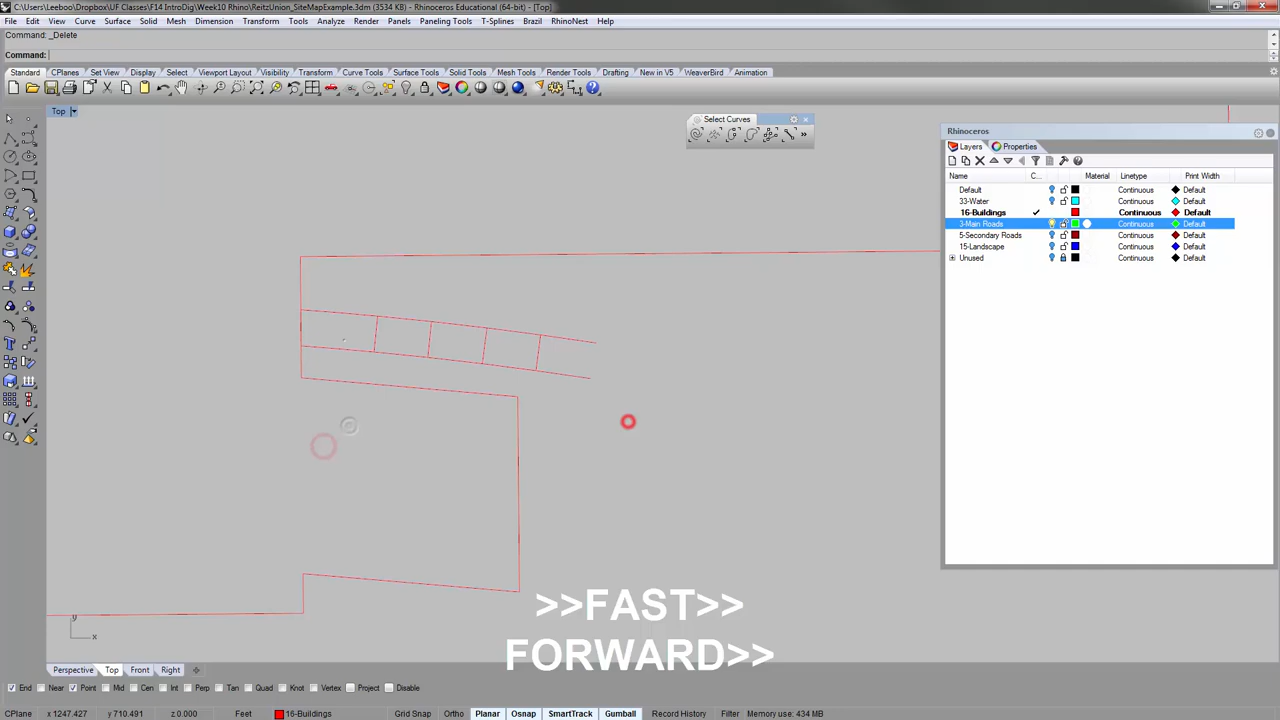 C:\Users\Leeboo\Dropbox\UF Classes\F14 IntroDig\Week10 Rhino\ReitzUnion_SiteMapExample.3dm (3534 KB) - Rhinoceros Educational (64-bit) - [Top]
File Edit View Curve Surface Solid Mesh Dimension Transform Tools Analyze Render Panels Paneling Tools T-Splines Brazil RhinoNest Help
Command: _Delete
Command:
Standard CPlanes Set View Display Select Viewport Layout Visibility Transform Curve Tools Surface Tools Solid Tools Mesh Tools Render Tools Drafting New in V5 WeaverBird Animation
Top
Select Curves
Rhinoceros
Layers Properties
Name C... Material Linetype Print Width
Default Continuous Default
33-Water Continuous Default
16-Buildings Continuous Default
3-Main Roads Continuous Default
5-Secondary Roads Continuous Default
15-Landscape Continuous Default
Unused Continuous Default
>>FAST>>
FORWARD>>
y
x
Perspective Top Front Right
End Near Point Mid Cen Int Perp Tan Quad Knot Vertex Project Disable
CPlane x 1247.427 y 710.491 z 0.000 Feet 16-Buildings Grid Snap Ortho Planar Osnap SmartTrack Gumball Record History Filter Memory use: 434 MB